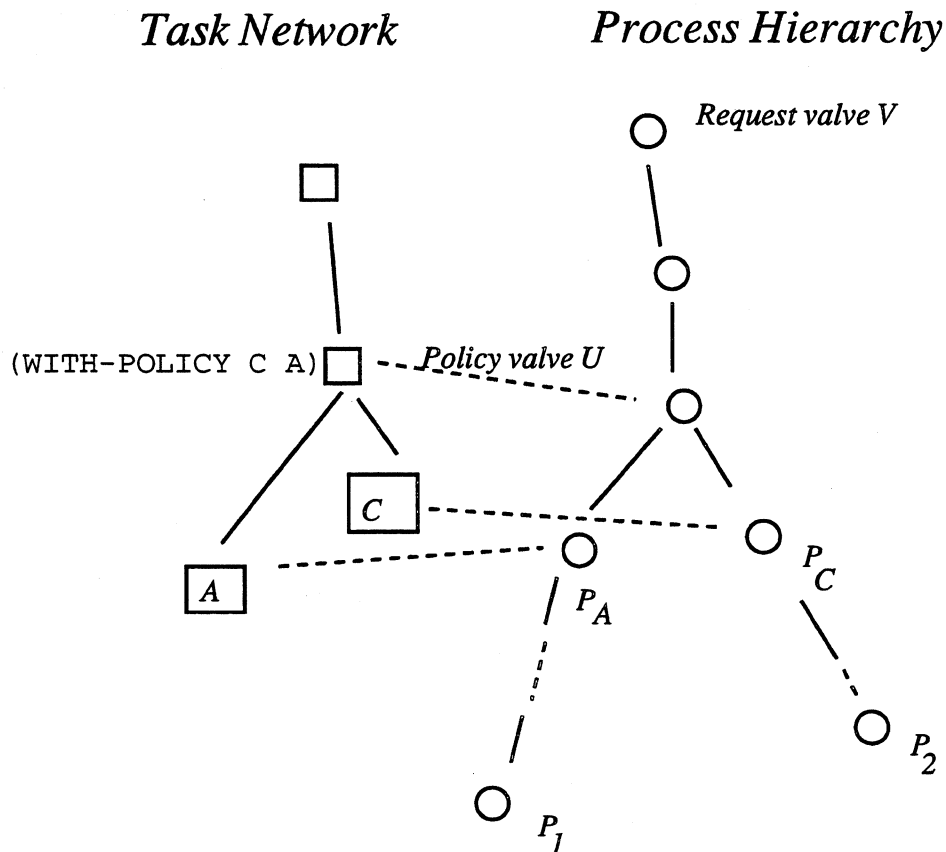 Task Network
Process Hierarchy
Request valve V
(WITH-POLICY C A)
Policy valve U
C
A
P_A
P_C
P_2
P_1